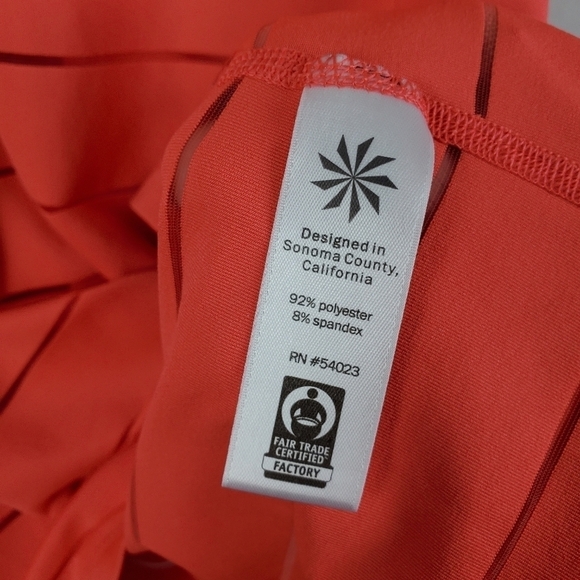 Designed in
Sonoma County,
California
92% polyester
8% spandex
RN #54023
FAIR TRADE
CERTIFIED
FACTORY